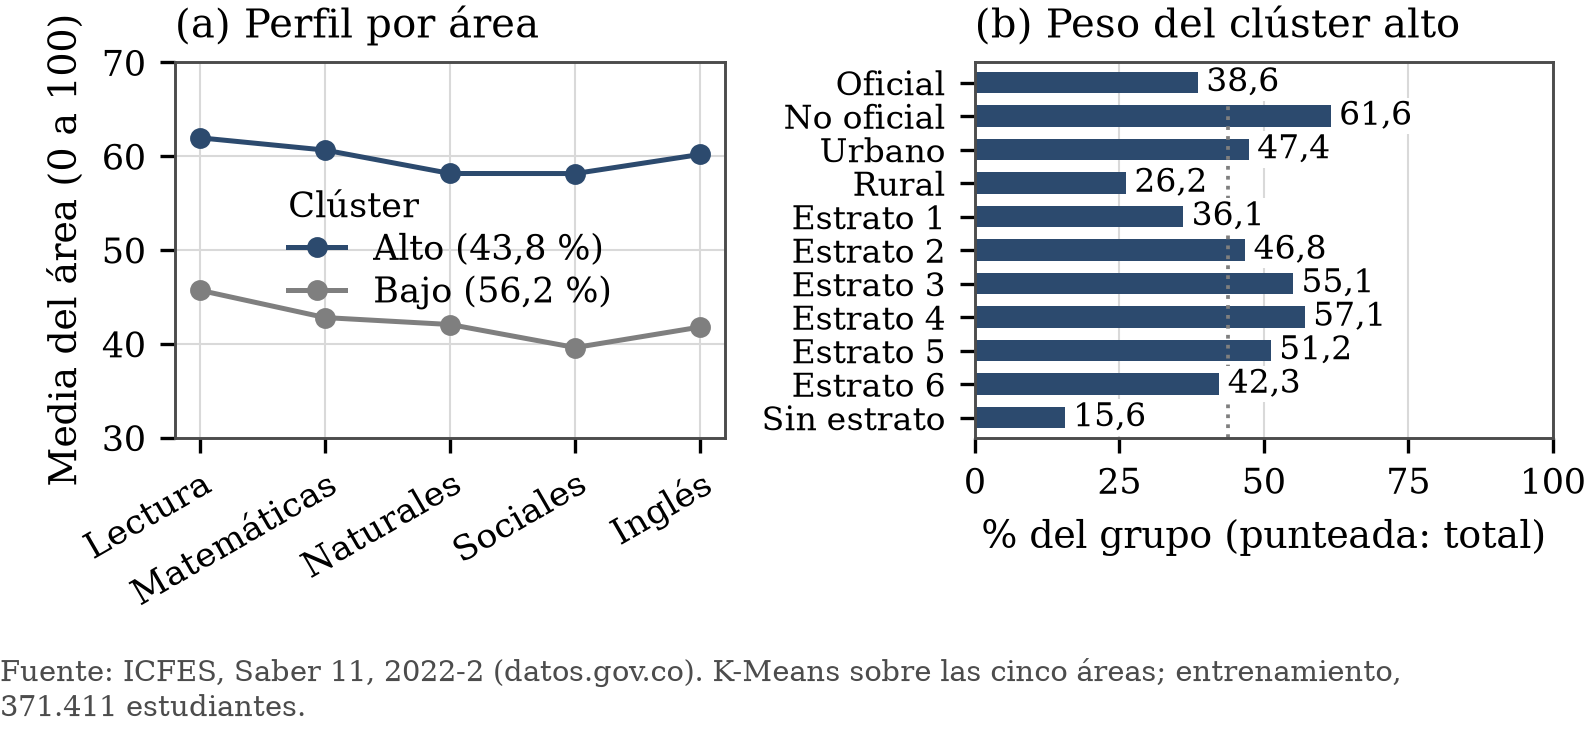 (a) Perfil por área
Media del área (0 a 100)
70
60
50
40
30
Clúster
Alto (43,8 %)
Bajo (56,2 %)
Lectura
Matemáticas
Naturales
Sociales
Inglés
(b) Peso del clúster alto
Oficial 38,6
No oficial 61,6
Urbano 47,4
Rural 26,2
Estrato 1 36,1
Estrato 2 46,8
Estrato 3 55,1
Estrato 4 57,1
Estrato 5 51,2
Estrato 6 42,3
Sin estrato 15,6
0 25 50 75 100
% del grupo (punteada: total)
Fuente: ICFES, Saber 11, 2022-2 (datos.gov.co). K-Means sobre las cinco áreas; entrenamiento,
371.411 estudiantes.